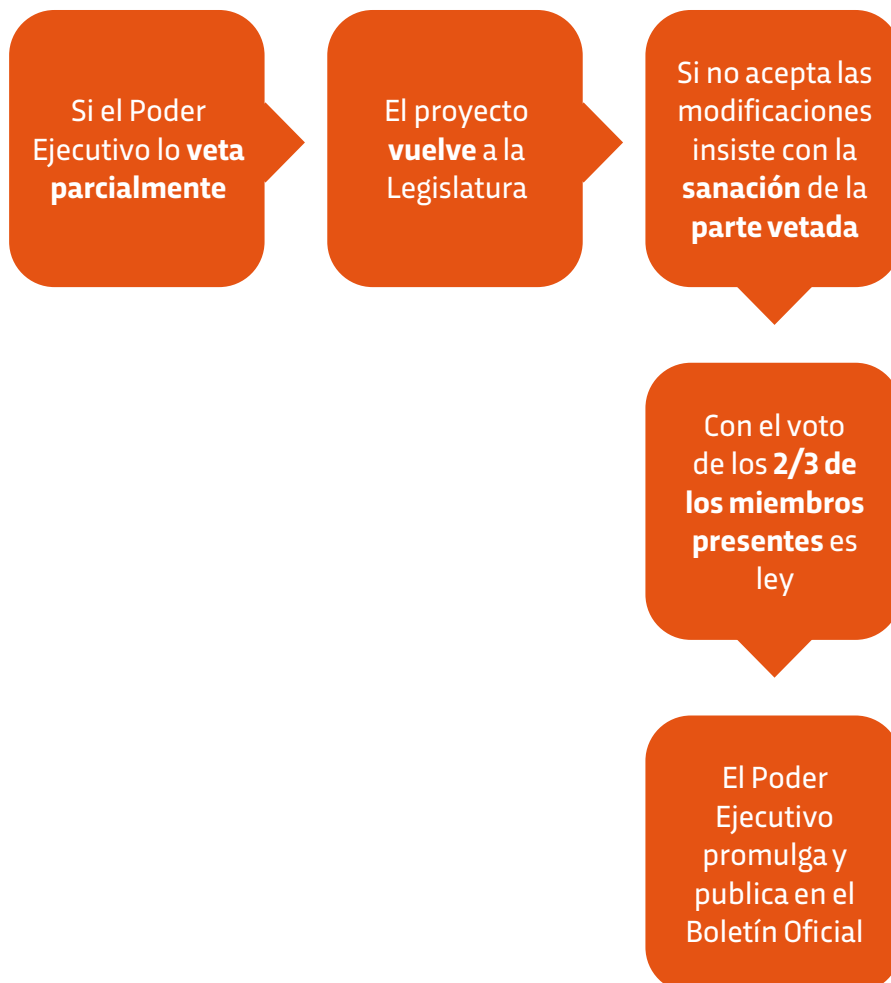 Si el Poder
Ejecutivo lo veta
parcialmente
El proyecto
vuelve a la
Legislatura
Si no acepta las
modificaciones
insiste con la
sanación de la
parte vetada
Con el voto
de los 2/3 de
los miembros
presentes es
ley
El Poder
Ejecutivo
promulga y
publica en el
Boletín Oficial